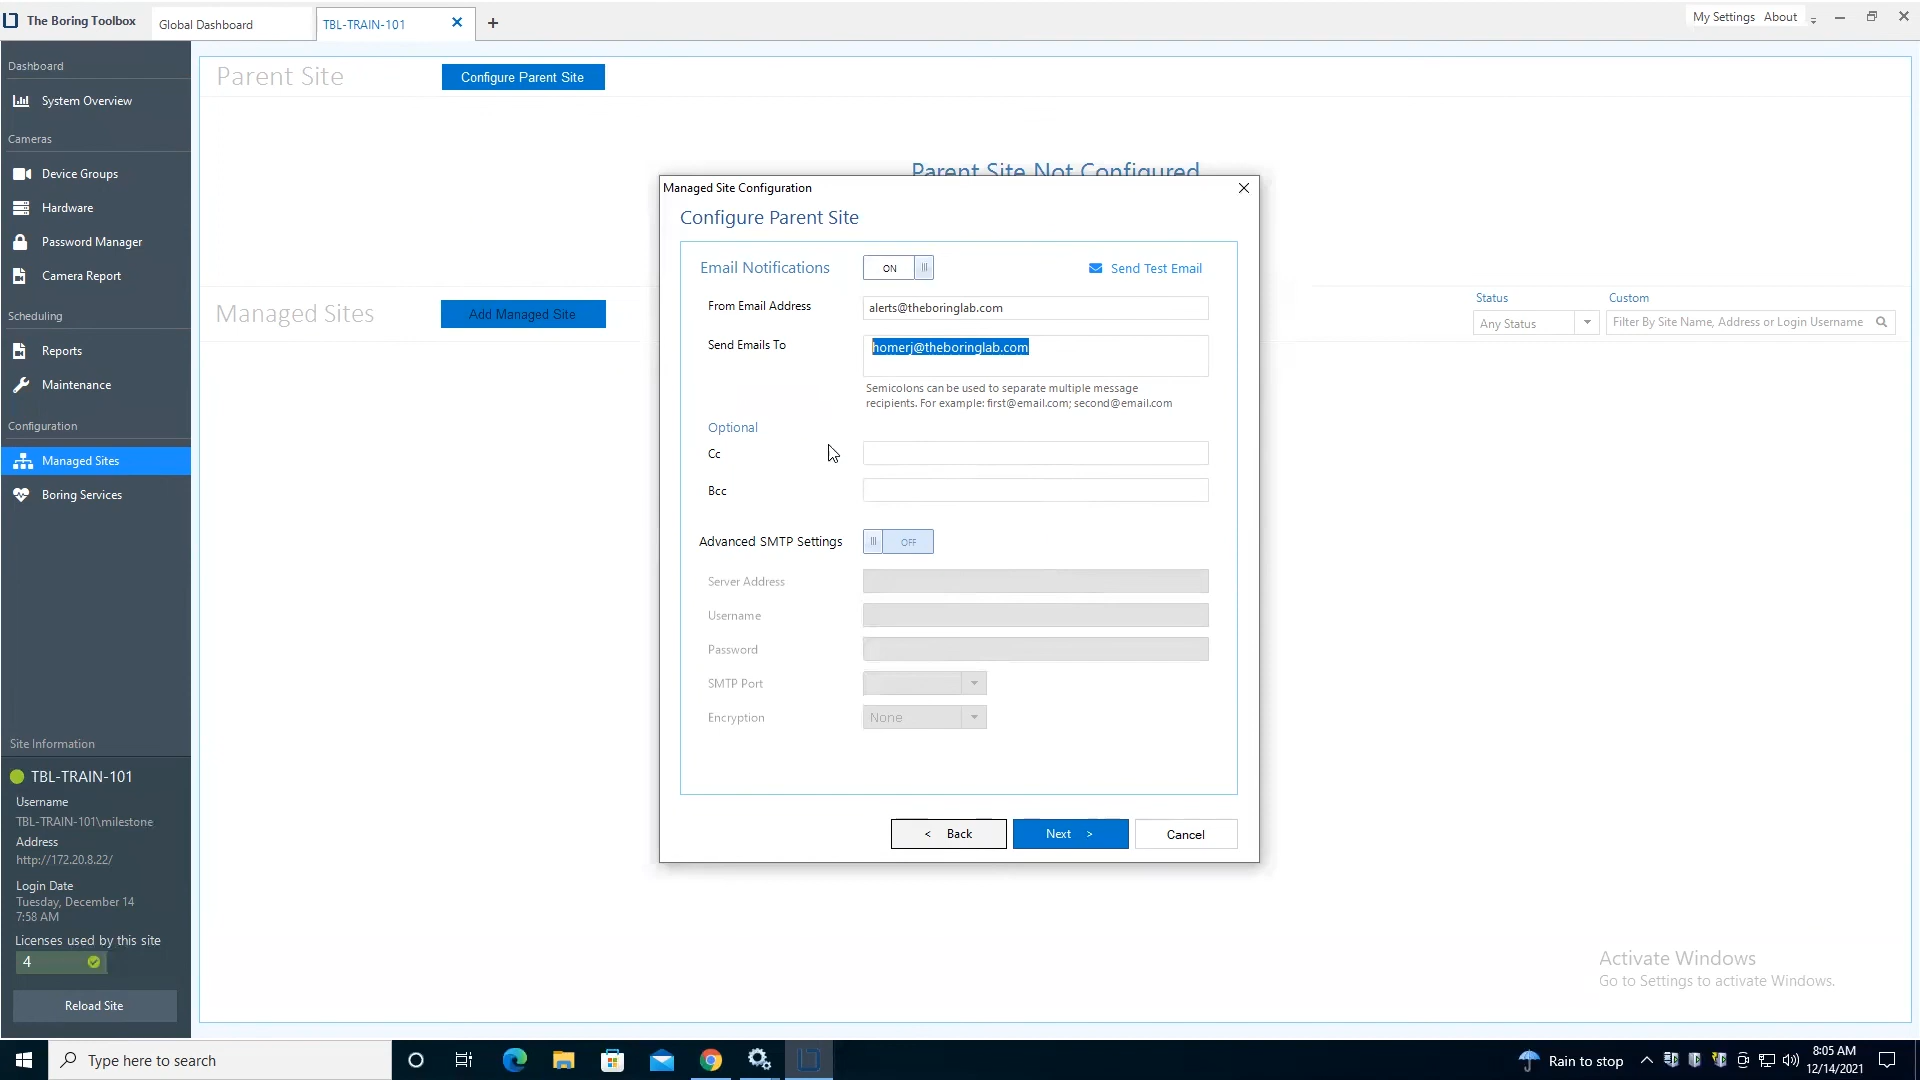 The Boring Toolbox
Global Dashboard
TBL-TRAIN-101
My Settings
About
Dashboard
System Overview
Cameras
Device Groups
Hardware
Password Manager
Camera Report
Scheduling
Reports
Maintenance
Configuration
Managed Sites
Boring Services
Site Information
TBL-TRAIN-101
Username
TBL-TRAIN-101\milestone
Address
http://172.20.8.22/
Login Date
Tuesday, December 14
7:58 AM
Licenses used by this site
4
Reload Site
Parent Site
Configure Parent Site
Parent Site Not Configured
Managed Sites
Add Managed Site
Status
Any Status
Custom
Filter By Site Name, Address or Login Username
Managed Site Configuration
Configure Parent Site
Email Notifications
ON
Send Test Email
From Email Address
alerts@theboringlab.com
Send Emails To
homerj@theboringlab.com
Semicolons can be used to separate multiple message
recipients. For example: first@email.com; second@email.com
Optional
Cc
Bcc
Advanced SMTP Settings
OFF
Server Address
Username
Password
SMTP Port
Encryption
None
< Back
Next >
Cancel
Activate Windows
Go to Settings to activate Windows.
Type here to search
Rain to stop
8:05 AM
12/14/2021